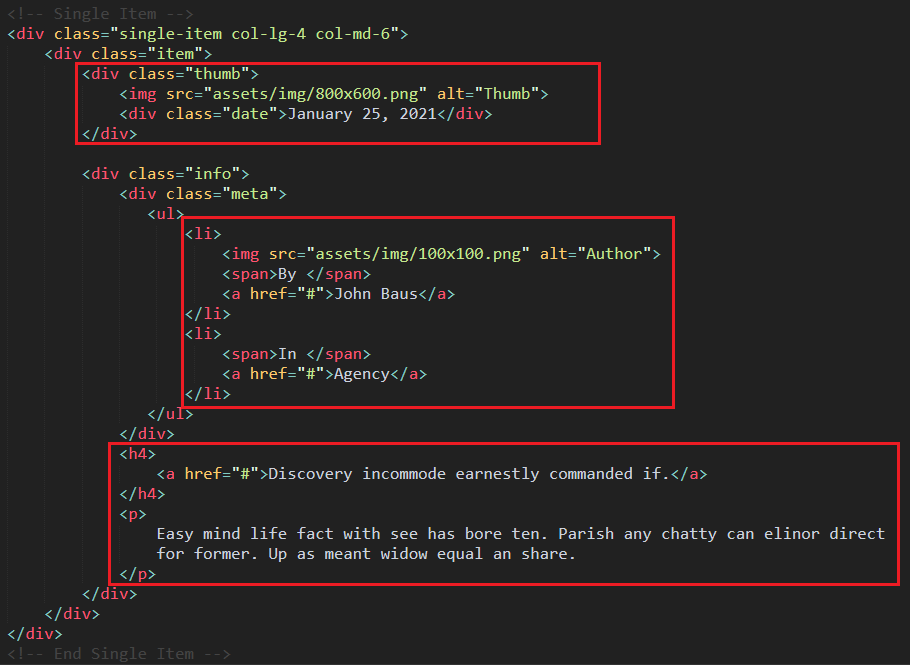 <!-- Single Item -->
<div class="single-item col-lg-4 col-md-6">
    <div class="item">
        <div class="thumb">
            <img src="assets/img/800x600.png" alt="Thumb">
            <div class="date">January 25, 2021</div>
        </div>

        <div class="info">
            <div class="meta">
               <ul>
                   <li>
                       <img src="assets/img/100x100.png" alt="Author">
                       <span>By </span>
                       <a href="#">John Baus</a>
                   </li>
                   <li>
                       <span>In </span>
                       <a href="#">Agency</a>
                   </li>
               </ul>
            </div>
            <h4>
                <a href="#">Discovery incommode earnestly commanded if.</a>
            </h4>
            <p>
                Easy mind life fact with see has bore ten. Parish any chatty can elinor direct
                for former. Up as meant widow equal an share.
            </p>
        </div>
    </div>
</div>
<!-- End Single Item -->